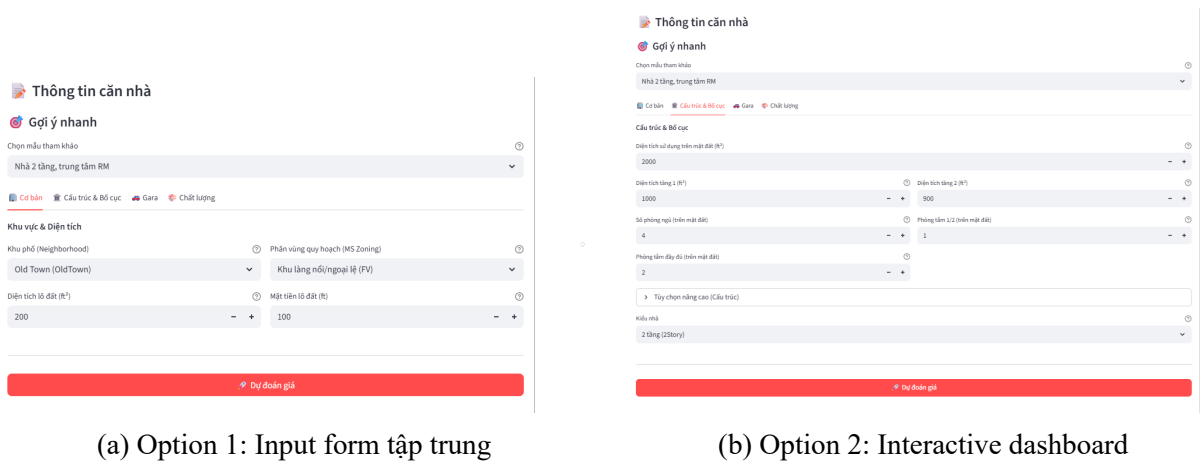 📝 Thông tin căn nhà
🎯 Gợi ý nhanh
Chọn mẫu tham khảo
Nhà 2 tầng, trung tâm RM
Cơ bản Cấu trúc & Bố cục Gara Chất lượng
Khu vực & Diện tích
Khu phố (Neighborhood) Phân vùng quy hoạch (MS Zoning)
Old Town (OldTown) Khu làng nổi/ngoại lệ (FV)
Diện tích lô đất (ft²) Mặt tiền lô đất (ft)
200 - + 100 - +
🚀 Dự đoán giá
(a) Option 1: Input form tập trung
📝 Thông tin căn nhà
🎯 Gợi ý nhanh
Chọn mẫu tham khảo
Nhà 2 tầng, trung tâm RM
Cơ bản Cấu trúc & Bố cục Gara Chất lượng
Cấu trúc & Bố cục
Diện tích sử dụng trên mặt đất (ft²)
2000 - +
Diện tích tầng 1 (ft²) Diện tích tầng 2 (ft²)
1000 - + 900 - +
Số phòng ngủ (trên mặt đất) Phòng tắm 1/2 (trên mặt đất)
4 - + 1 - +
Phòng tắm đầy đủ (trên mặt đất)
2 - +
> Tùy chọn nâng cao (Cấu trúc)
Kiểu nhà
2 tầng (2Story)
🚀 Dự đoán giá
(b) Option 2: Interactive dashboard